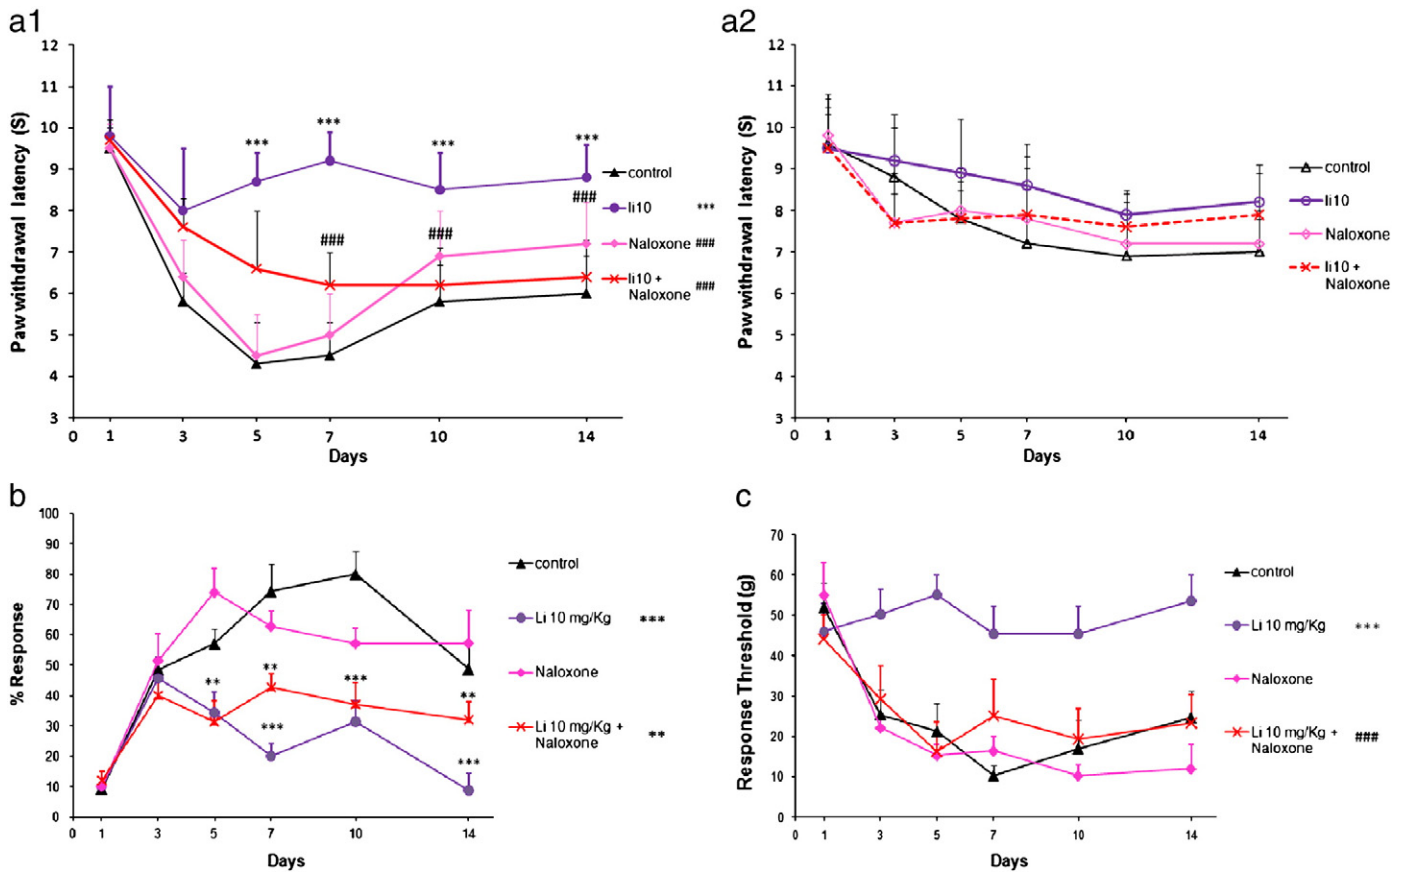 a1
12
11
10
9
8
7
6
5
4
3
0 1 3 5 7 10 14
Paw withdrawal latency (S)
Days
*** *** *** ***
### ### ###
control
li10 ***
Naloxone ###
li10 + ###
Naloxone
a2
12
11
10
9
8
7
6
5
4
3
0 1 3 5 7 10 14
Paw withdrawal latency (S)
Days
control
li10
Naloxone
li10 +
Naloxone
b
100
90
80
70
60
50
40
30
20
10
0
0 1 3 5 7 10 14
% Response
Days
** ** *** **
*** ***
control
Li 10 mg/Kg ***
Naloxone
Li 10 mg/Kg + **
Naloxone
c
70
60
50
40
30
20
10
0
0 1 3 5 7 10 14
Response Threshold (g)
Days
control
Li 10 mg/Kg ***
Naloxone
Li 10 mg/Kg + ###
Naloxone